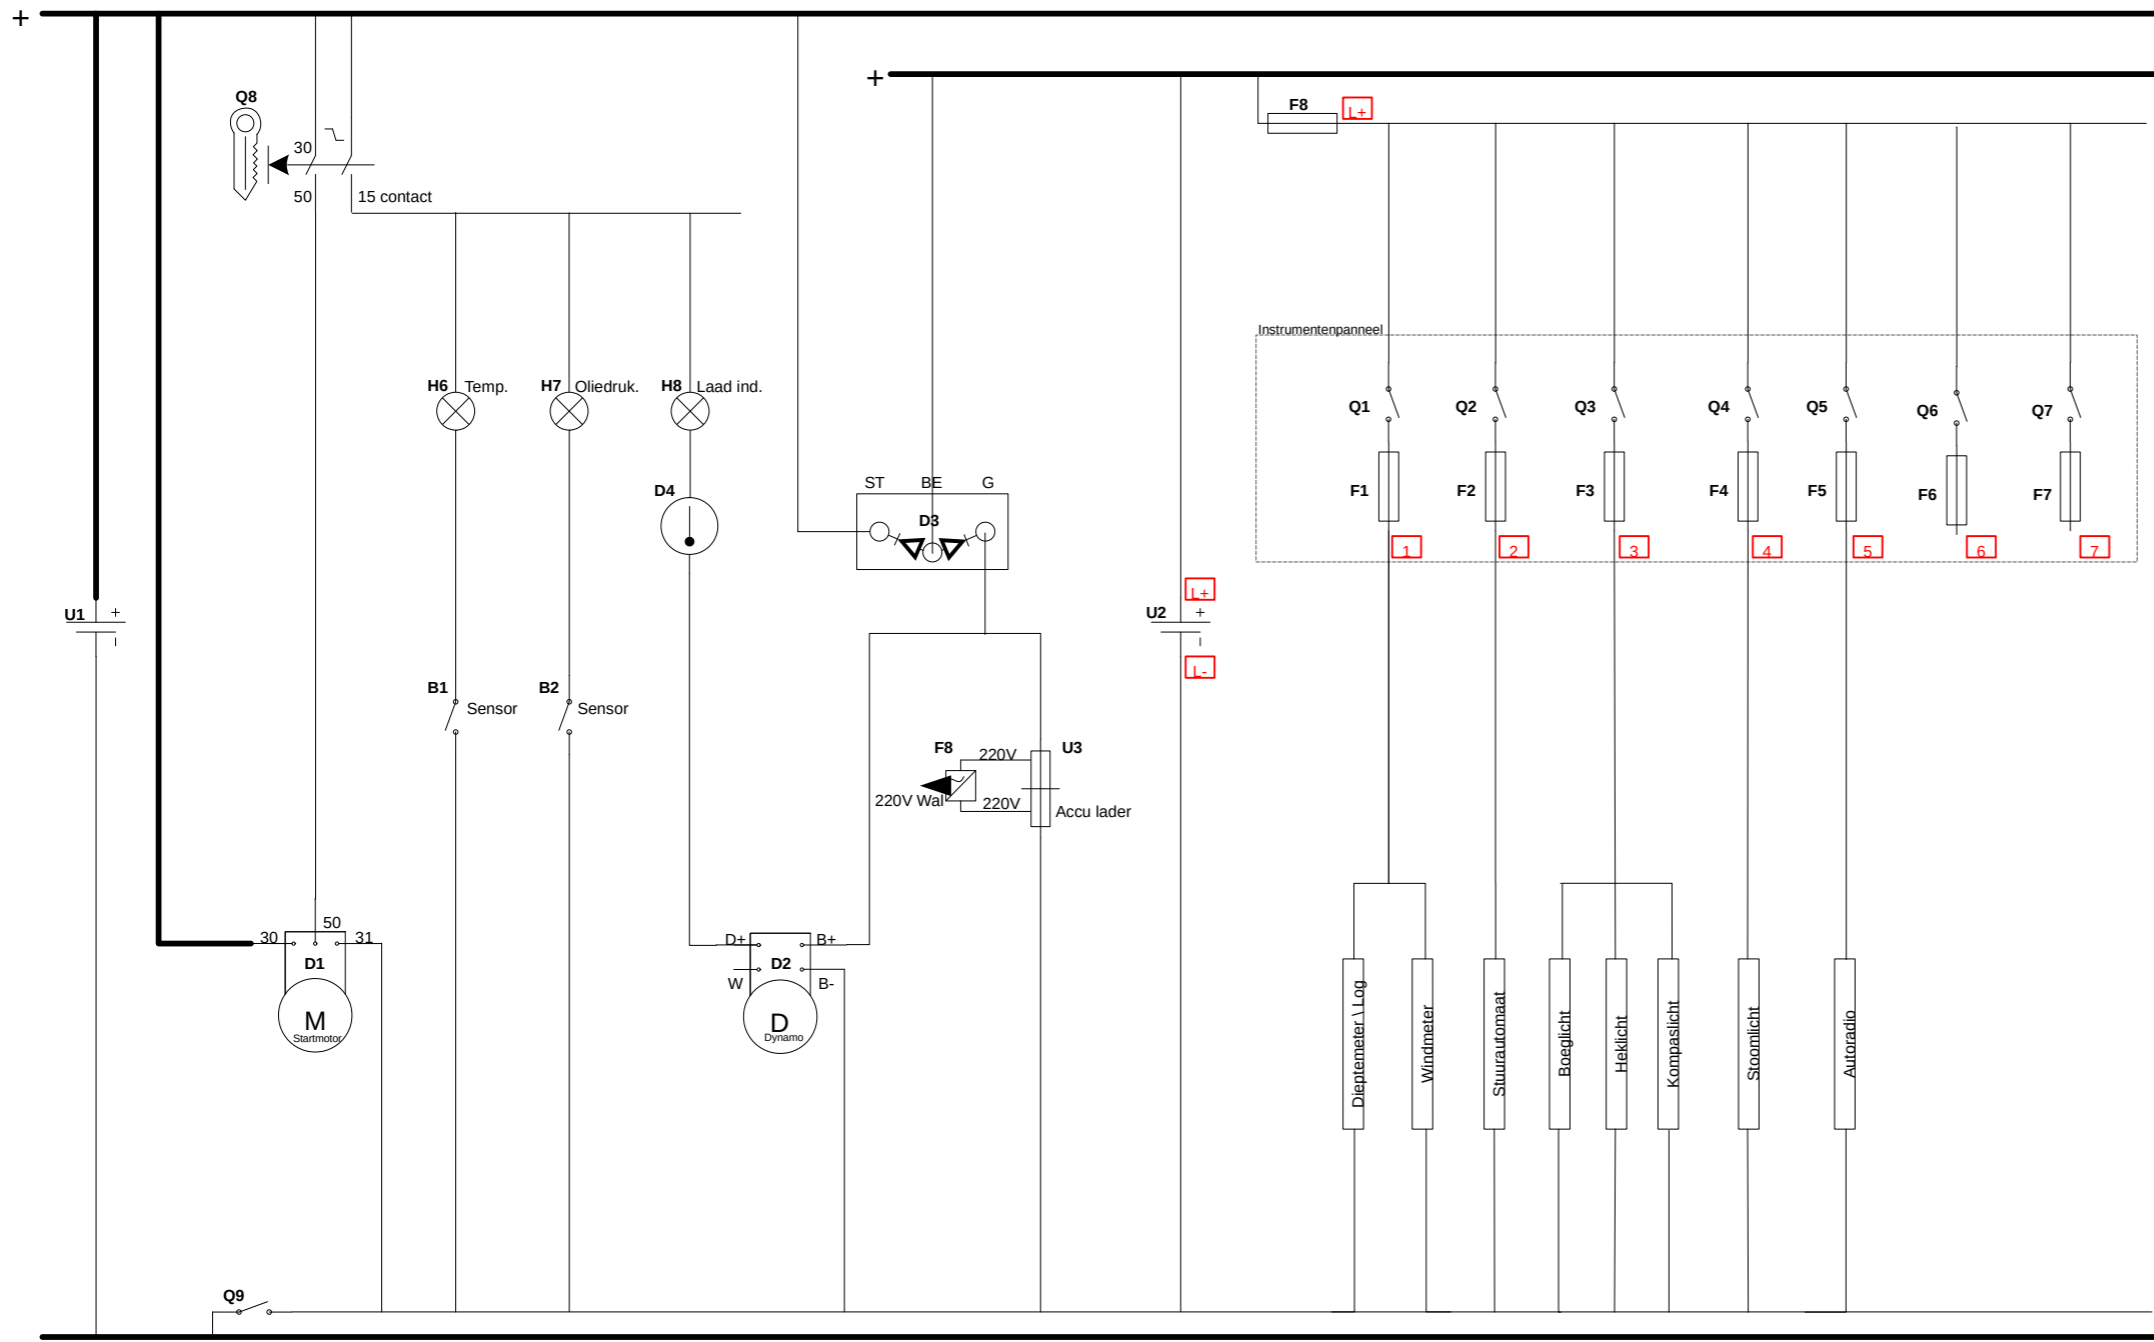 +
+
Q8
F8
L+
30
50
15 contact
Instrumentenpanneel
H6 Temp.
H7 Oliedruk.
H8 Laad ind.
Q1
Q2
Q3
Q4
Q5
Q6
Q7
D4
ST BE G
D3
F1
F2
F3
F4
F5
F6
F7
1
2
3
4
5
6
7
U1 +
-
L+
U2 +
-
L-
B1
Sensor
B2
Sensor
F8
220V
U3
220V Wal
220V
Accu lader
30
50
31
D1
M
Startmotor
D+
B+
D2
W
B-
D
Dynamo
Dieptemeter \ Log
Windmeter
Stuurautomaat
Boeglicht
Heklicht
Kompaslicht
Stoomlicht
Autoradio
Q9